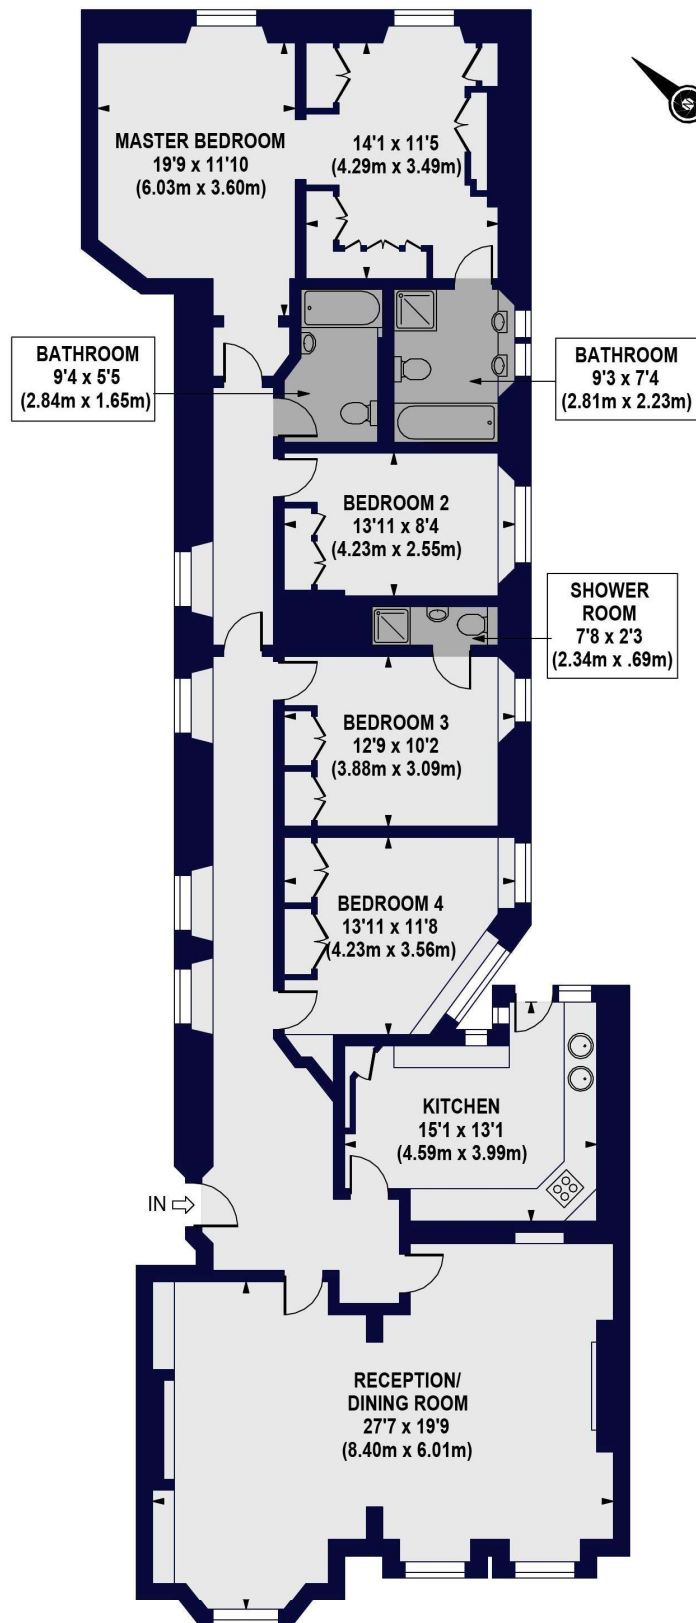 MASTER BEDROOM
19'9 x 11'10
(6.03m x 3.60m)
14'1 x 11'5
(4.29m x 3.49m)
N
BATHROOM
9'4 x 5'5
(2.84m x 1.65m)
BATHROOM
9'3 x 7'4
(2.81m x 2.23m)
BEDROOM 2
13'11 x 8'4
(4.23m x 2.55m)
SHOWER
ROOM
7'8 x 2'3
(2.34m x .69m)
BEDROOM 3
12'9 x 10'2
(3.88m x 3.09m)
BEDROOM 4
13'11 x 11'8
(4.23m x 3.56m)
KITCHEN
15'1 x 13'1
(4.59m x 3.99m)
IN
RECEPTION/
DINING ROOM
27'7 x 19'9
(8.40m x 6.01m)